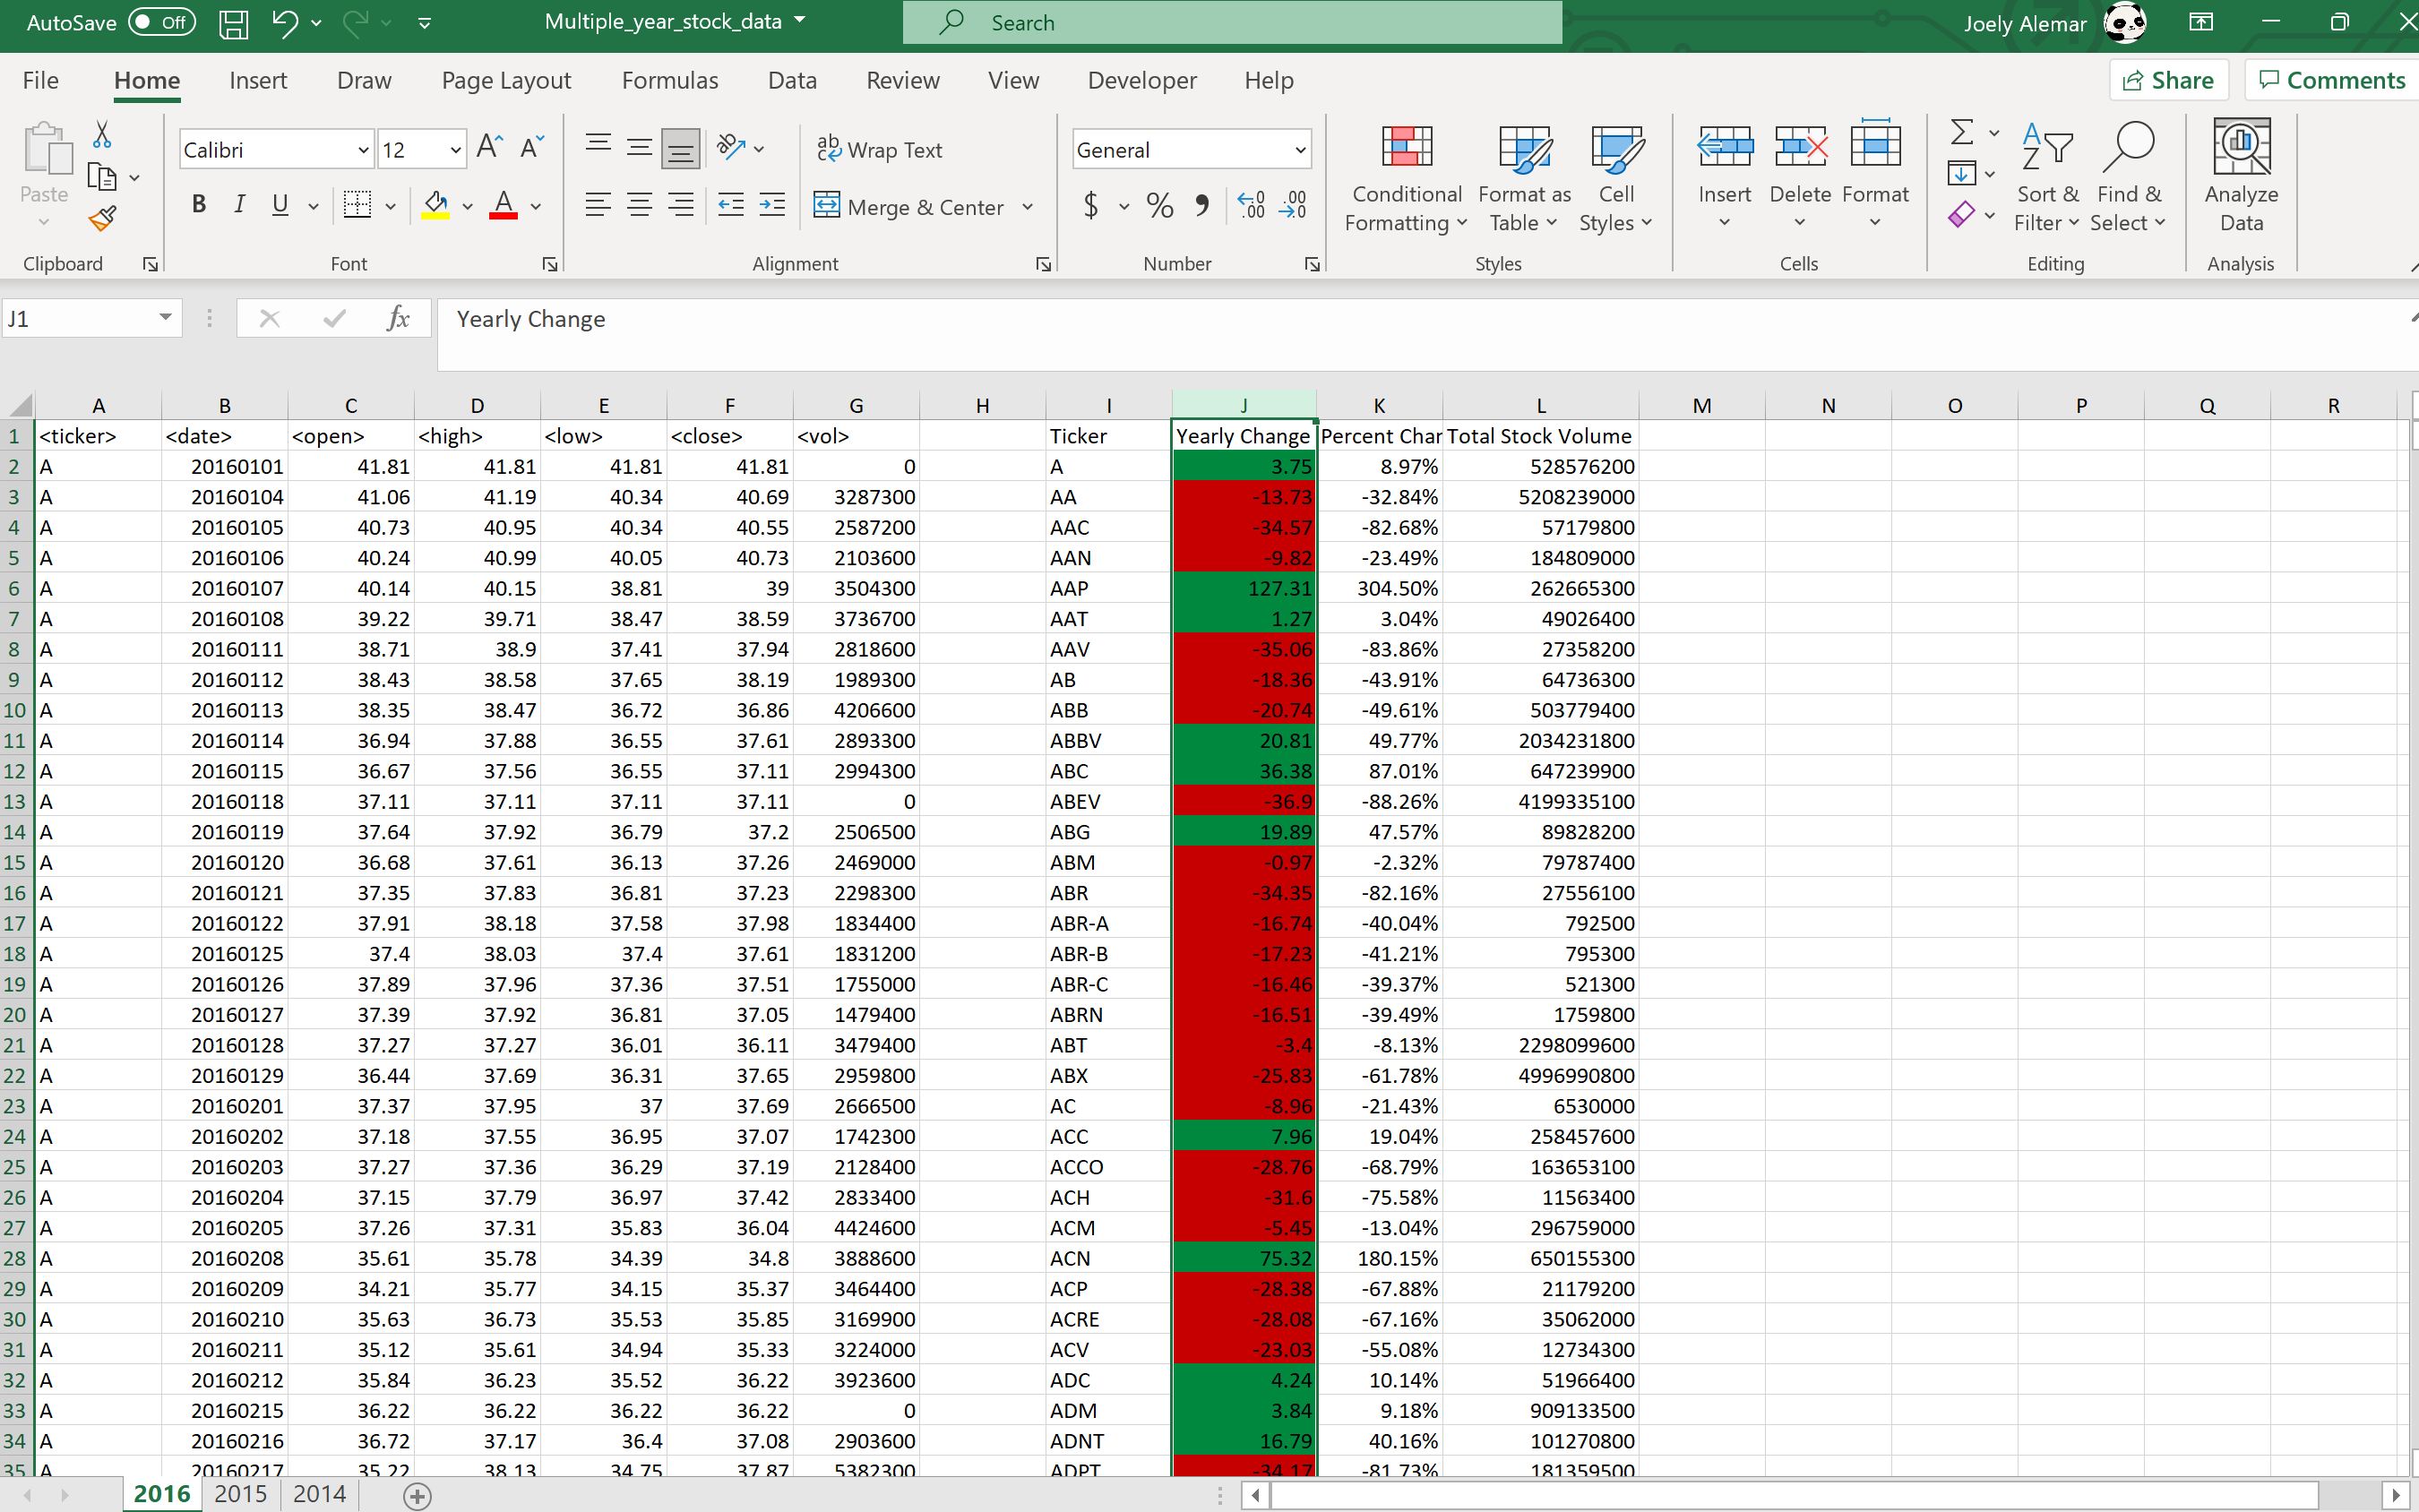 AutoSave Off Multiple_year_stock_data Search Joely Alemar
File Home Insert Draw Page Layout Formulas Data Review View Developer Help Share Comments
Paste Calibri 12 A A ab Wrap Text General Conditional Formatting Format as Table Cell Styles Insert Delete Format Sort & Filter Find & Select Analyze Data
B I U A Merge & Center $ % 9 .00 .00
Clipboard Font Alignment Number Styles Cells Editing Analysis
J1 fx Yearly Change
A B C D E F G H I J K L M N O P Q R
1 <ticker> <date> <open> <high> <low> <close> <vol> Ticker Yearly Change Percent Char Total Stock Volume
2 A 20160101 41.81 41.81 41.81 41.81 0 A 3.75 8.97% 528576200
3 A 20160104 41.06 41.19 40.34 40.69 3287300 AA -13.73 -32.84% 5208239000
4 A 20160105 40.73 40.95 40.34 40.55 2587200 AAC -34.57 -82.68% 57179800
5 A 20160106 40.24 40.99 40.05 40.73 2103600 AAN -9.82 -23.49% 184809000
6 A 20160107 40.14 40.15 38.81 39 3504300 AAP 127.31 304.50% 262665300
7 A 20160108 39.22 39.71 38.47 38.59 3736700 AAT 1.27 3.04% 49026400
8 A 20160111 38.71 38.9 37.41 37.94 2818600 AAV -35.06 -83.86% 27358200
9 A 20160112 38.43 38.58 37.65 38.19 1989300 AB -18.36 -43.91% 64736300
10 A 20160113 38.35 38.47 36.72 36.86 4206600 ABB -20.74 -49.61% 503779400
11 A 20160114 36.94 37.88 36.55 37.61 2893300 ABBV 20.81 49.77% 2034231800
12 A 20160115 36.67 37.56 36.55 37.11 2994300 ABC 36.38 87.01% 647239900
13 A 20160118 37.11 37.11 37.11 37.11 0 ABEV -36.9 -88.26% 4199335100
14 A 20160119 37.64 37.92 36.79 37.2 2506500 ABG 19.89 47.57% 89828200
15 A 20160120 36.68 37.61 36.13 37.26 2469000 ABM -0.97 -2.32% 79787400
16 A 20160121 37.35 37.83 36.81 37.23 2298300 ABR -34.35 -82.16% 27556100
17 A 20160122 37.91 38.18 37.58 37.98 1834400 ABR-A -16.74 -40.04% 792500
18 A 20160125 37.4 38.03 37.4 37.61 1831200 ABR-B -17.23 -41.21% 795300
19 A 20160126 37.89 37.96 37.36 37.51 1755000 ABR-C -16.46 -39.37% 521300
20 A 20160127 37.39 37.92 36.81 37.05 1479400 ABRN -16.51 -39.49% 1759800
21 A 20160128 37.27 37.27 36.01 36.11 3479400 ABT -3.4 -8.13% 2298099600
22 A 20160129 36.44 37.69 36.31 37.65 2959800 ABX -25.83 -61.78% 4996990800
23 A 20160201 37.37 37.95 37 37.69 2666500 AC -8.96 -21.43% 6530000
24 A 20160202 37.18 37.55 36.95 37.07 1742300 ACC 7.96 19.04% 258457600
25 A 20160203 37.27 37.36 36.29 37.19 2128400 ACCO -28.76 -68.79% 163653100
26 A 20160204 37.15 37.79 36.97 37.42 2833400 ACH -31.6 -75.58% 11563400
27 A 20160205 37.26 37.31 35.83 36.04 4424600 ACM -5.45 -13.04% 296759000
28 A 20160208 35.61 35.78 34.39 34.8 3888600 ACN 75.32 180.15% 650155300
29 A 20160209 34.21 35.77 34.15 35.37 3464400 ACP -28.38 -67.88% 21179200
30 A 20160210 35.63 36.73 35.53 35.85 3169900 ACRE -28.08 -67.16% 35062000
31 A 20160211 35.12 35.61 34.94 35.33 3224000 ACV -23.03 -55.08% 12734300
32 A 20160212 35.84 36.23 35.52 36.22 3923600 ADC 4.24 10.14% 51966400
33 A 20160215 36.22 36.22 36.22 36.22 0 ADM 3.84 9.18% 909133500
34 A 20160216 36.72 37.17 36.4 37.08 2903600 ADNT 16.79 40.16% 101270800
35 A 20160217 35.22 38.13 34.75 37.87 5382300 ADPT -34.17 -81.73% 181359500
2016 2015 2014